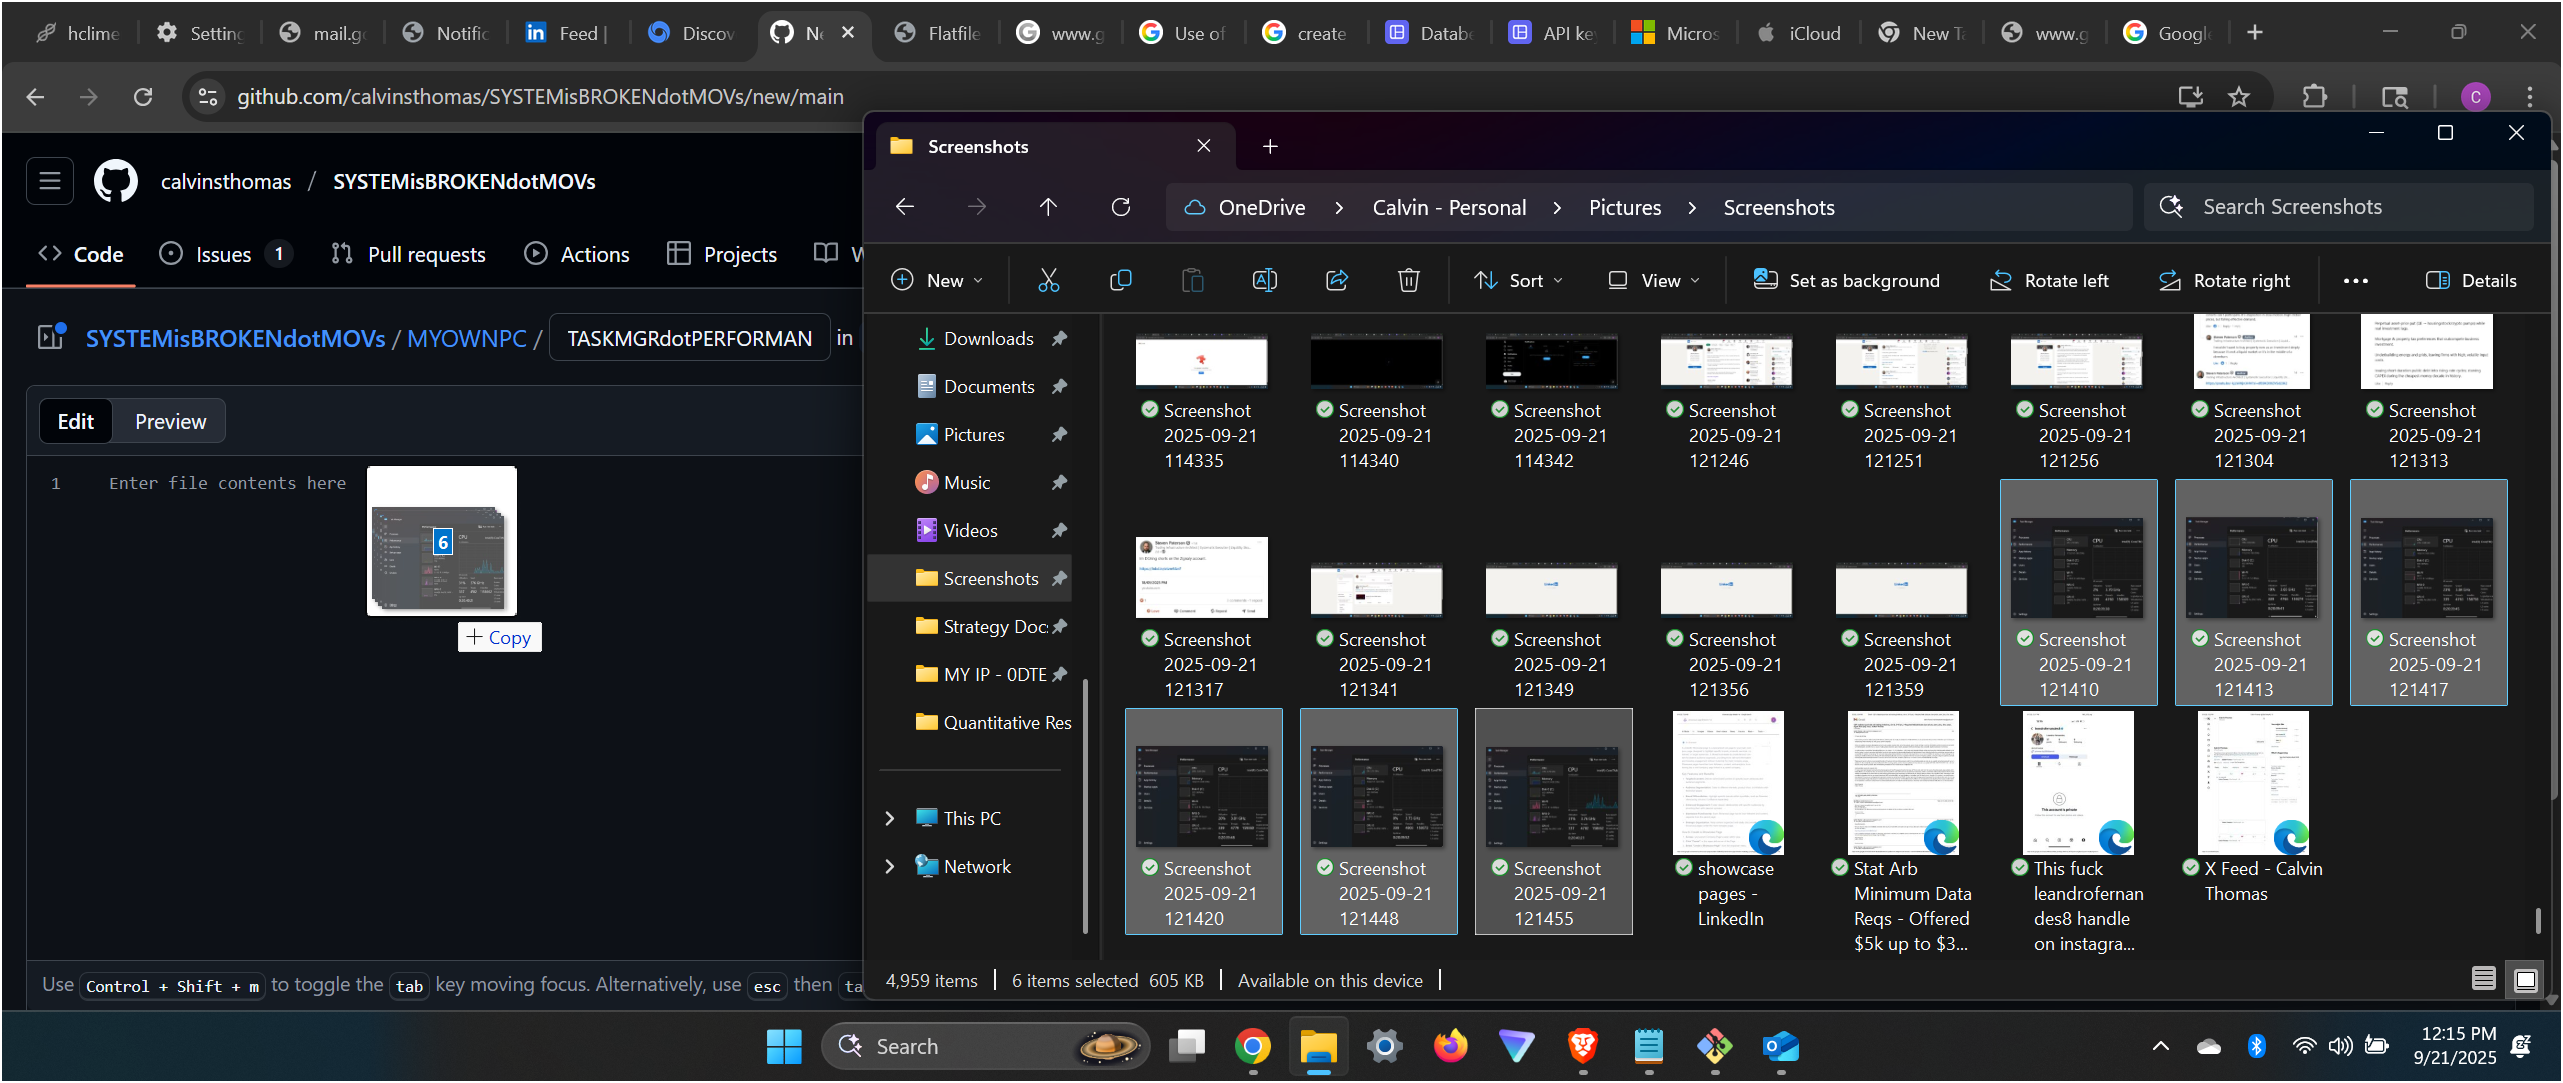 hclime
Setting
mail.go
Notific
Feed |
Discov
Ne
Flatfile
www.g
Use of
create
Databa
API key
Micros
iCloud
New Ta
www.g
Google
github.com/calvinsthomas/SYSTEMisBROKENdotMOVs/new/main
C
calvinsthomas / SYSTEMisBROKENdotMOVs
Code
Issues 1
Pull requests
Actions
Projects
W
SYSTEMisBROKENdotMOVs / MYOWNPC / TASKMGRdotPERFORMAN in
Edit
Preview
1 Enter file contents here
6
+ Copy
Use Control + Shift + m to toggle the tab key moving focus. Alternatively, use esc then ta
Screenshots
OneDrive > Calvin - Personal > Pictures > Screenshots
Search Screenshots
New
Sort
View
Set as background
Rotate left
Rotate right
Details
Downloads
Documents
Pictures
Music
Videos
Screenshots
Strategy Docs
MY IP - 0DTE
Quantitative Res
This PC
Network
Screenshot
2025-09-21
114335
Screenshot
2025-09-21
114340
Screenshot
2025-09-21
114342
Screenshot
2025-09-21
121246
Screenshot
2025-09-21
121251
Screenshot
2025-09-21
121256
Screenshot
2025-09-21
121304
Screenshot
2025-09-21
121313
Screenshot
2025-09-21
121317
Screenshot
2025-09-21
121341
Screenshot
2025-09-21
121349
Screenshot
2025-09-21
121356
Screenshot
2025-09-21
121359
Screenshot
2025-09-21
121410
Screenshot
2025-09-21
121413
Screenshot
2025-09-21
121417
Screenshot
2025-09-21
121420
Screenshot
2025-09-21
121448
Screenshot
2025-09-21
121455
showcase
pages -
LinkedIn
Stat Arb
Minimum Data
Reqs - Offered
$5k up to $3...
This fuck
leandrofernan
des8 handle
on instagra...
X Feed - Calvin
Thomas
4,959 items
6 items selected 605 KB
Available on this device
Search
12:15 PM
9/21/2025